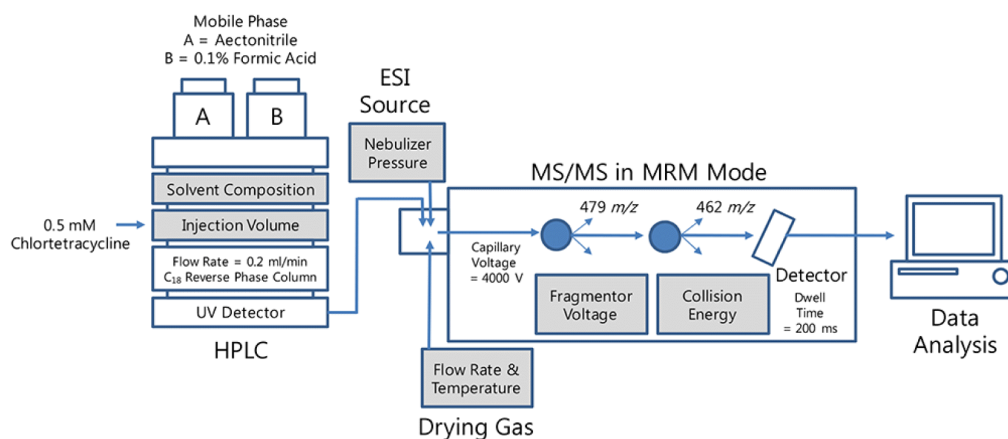 Mobile Phase
A = Aectonitrile
B = 0.1% Formic Acid
A
B
Solvent Composition
0.5 mM
Chlortetracycline
Injection Volume
Flow Rate = 0.2 ml/min
C₁₈ Reverse Phase Column
UV Detector
HPLC
ESI
Source
Nebulizer
Pressure
MS/MS in MRM Mode
479 m/z
462 m/z
Capillary
Voltage
= 4000 V
Fragmentor
Voltage
Collision
Energy
Detector
Dwell
Time
= 200 ms
Flow Rate &
Temperature
Drying Gas
Data
Analysis